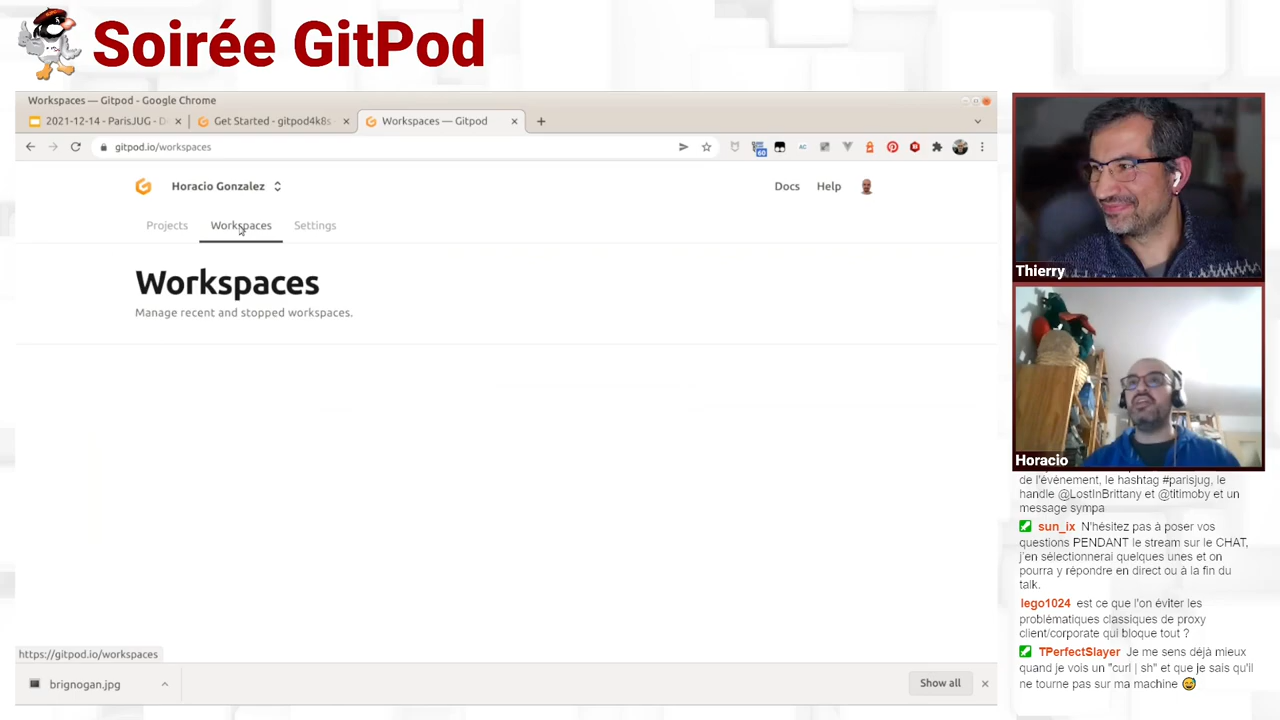 Soirée GitPod
Workspaces — Gitpod - Google Chrome
2021-12-14 - ParisJUG - D
Get Started - gitpod4k8s
Workspaces — Gitpod
gitpod.io/workspaces
60
AC
Horacio Gonzalez
Docs
Help
Projects
Workspaces
Settings
Workspaces
Manage recent and stopped workspaces.
https://gitpod.io/workspaces
brignogan.jpg
Show all
Thierry
Horacio
de l'événement, le hashtag #parisjug, le
handle @LostInBrittany et @titimoby et un
message sympa
sun_ix N'hésitez pas à poser vos
questions PENDANT le stream sur le CHAT,
j'en sélectionnerai quelques unes et on
pourra y répondre en direct ou à la fin du
talk.
lego1024 est ce que l'on éviter les
problématiques classiques de proxy
client/corporate qui bloque tout ?
TPerfectSlayer Je me sens déjà mieux
quand je vois un "curl | sh" et que je sais qu'il
ne tourne pas sur ma machine 😅